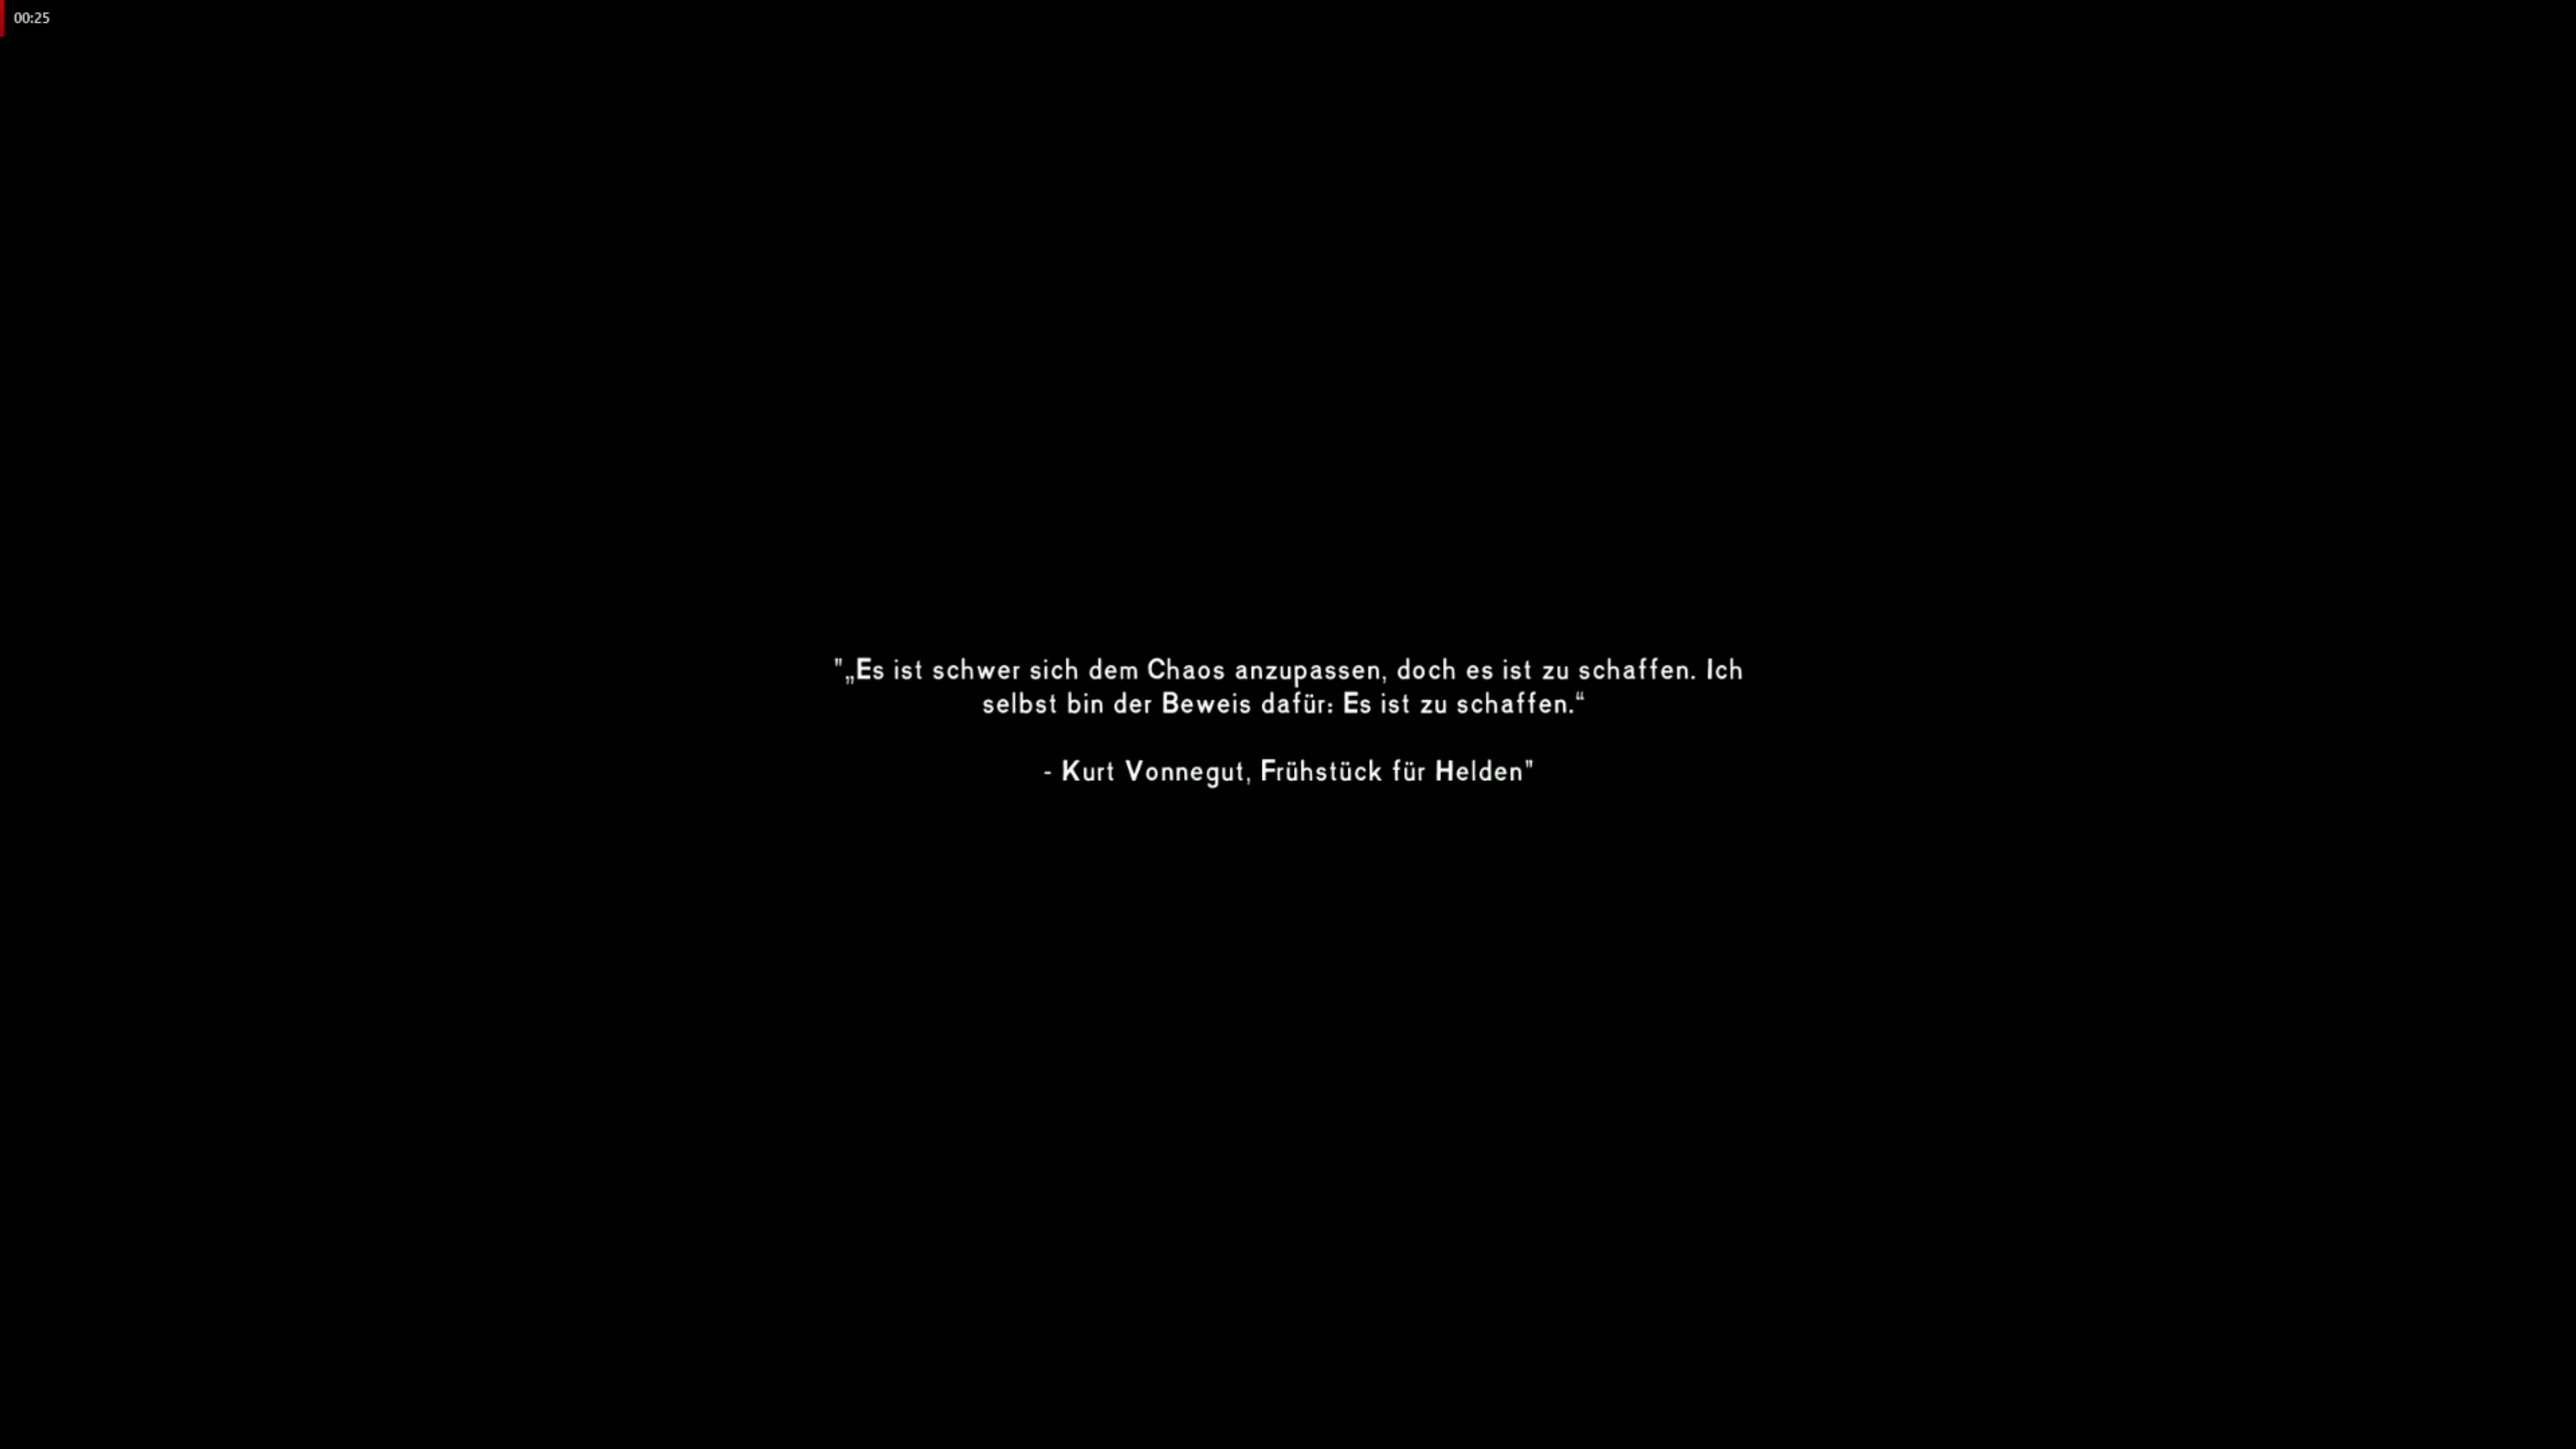 00:25
"„Es ist schwer sich dem Chaos anzupassen, doch es ist zu schaffen. Ich
selbst bin der Beweis dafür: Es ist zu schaffen.“
- Kurt Vonnegut, Frühstück für Helden"